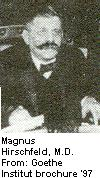 Magnus
Hirschfeld, M.D.
From: Goethe
Institut brochure '97